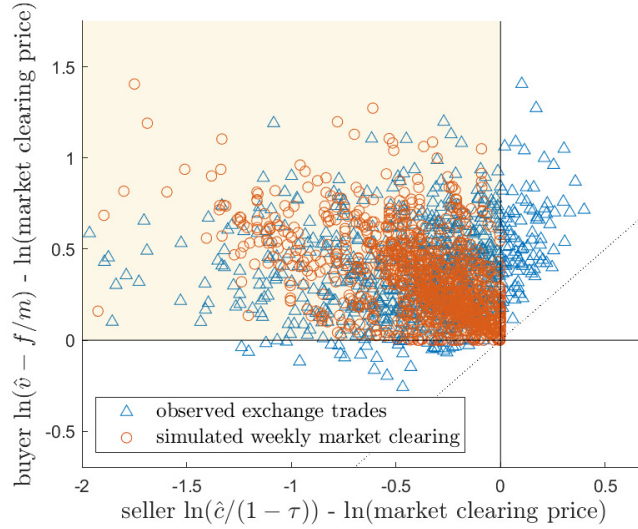 1.5
1
0.5
0
-0.5
-2
-1.5
-1
-0.5
0
0.5
buyer ln(v̂ − f/m) - ln(market clearing price)
observed exchange trades
simulated weekly market clearing
seller ln(ĉ/(1 − τ)) - ln(market clearing price)